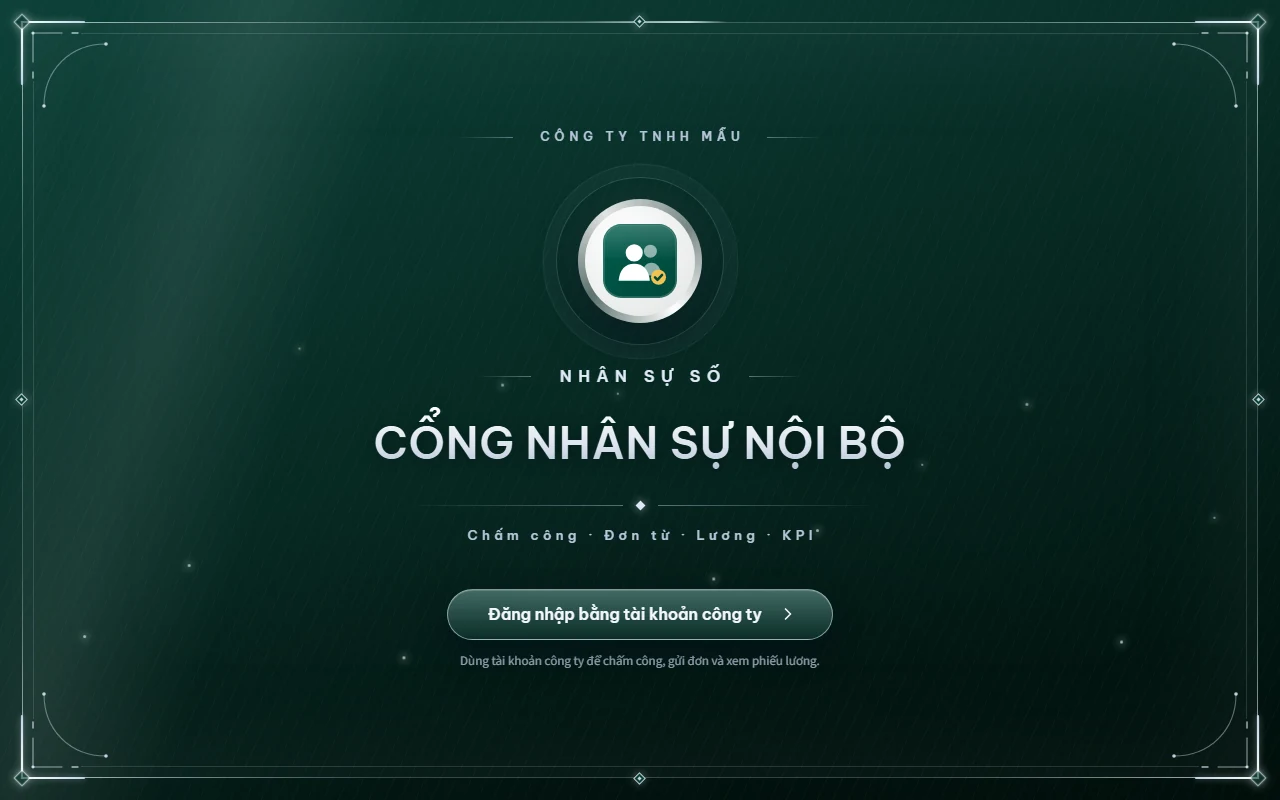 CÔNG TY TNHH MẪU
NHÂN SỰ SỐ
CỔNG NHÂN SỰ NỘI BỘ
Chấm công · Đơn từ · Lương · KPI
Đăng nhập bằng tài khoản công ty
Dùng tài khoản công ty để chấm công, gửi đơn và xem phiếu lương.